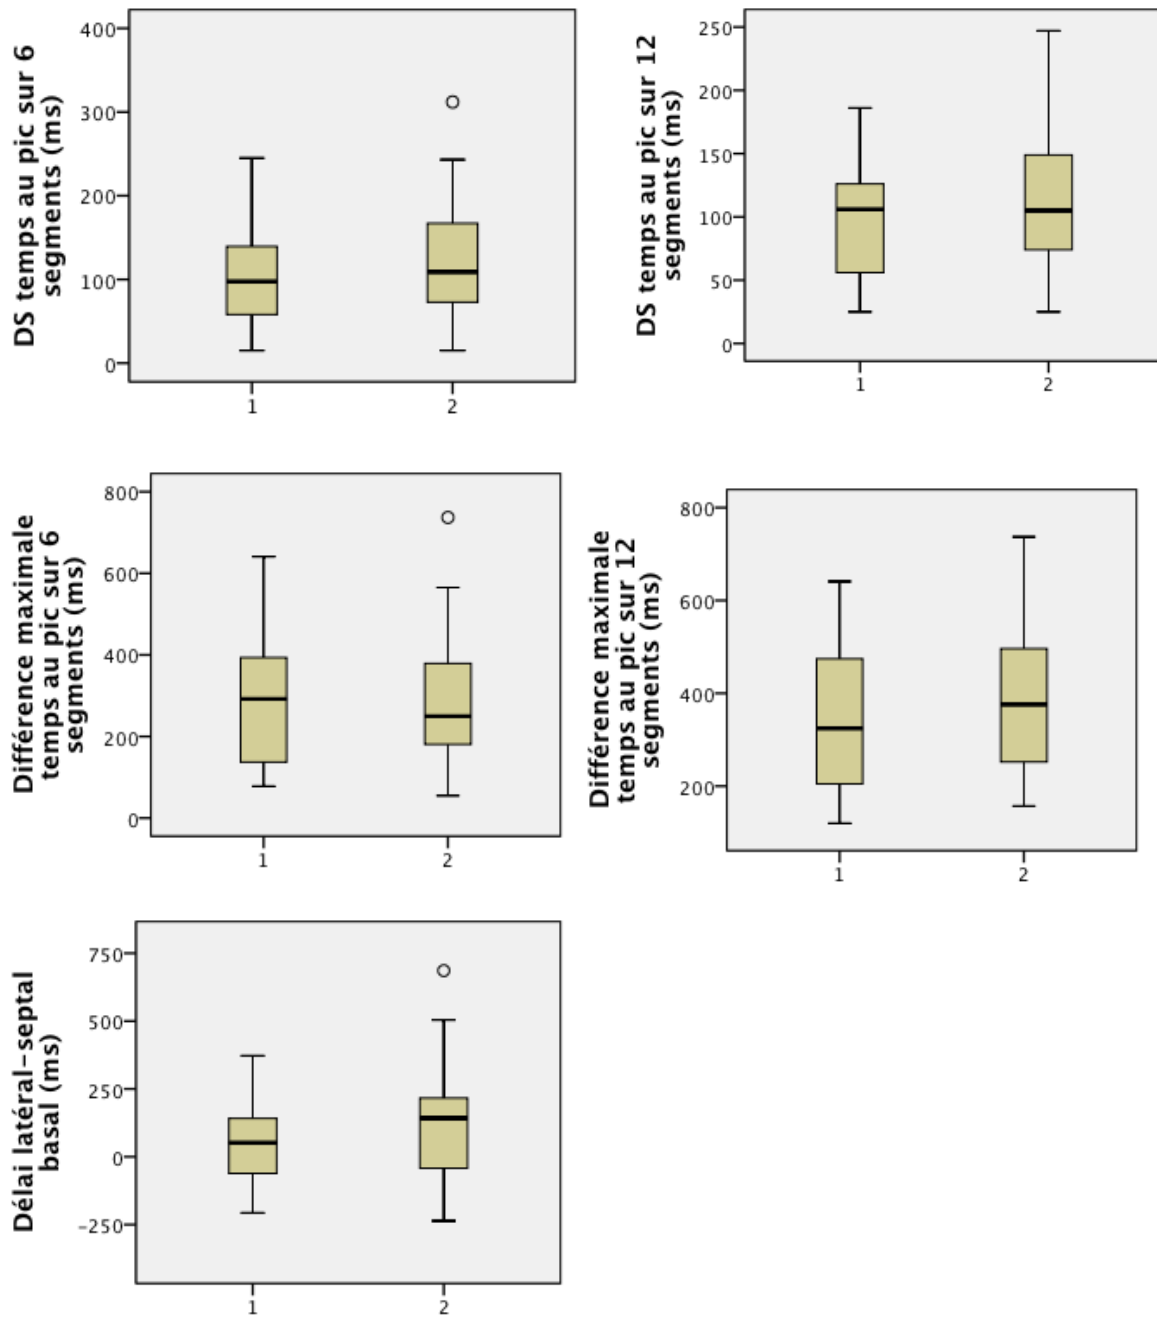 DS temps au pic sur 6
segments (ms)
400
300
200
100
0
1
2
DS temps au pic sur 12
segments (ms)
250
200
150
100
50
0
1
2
Différence maximale
temps au pic sur 6
segments (ms)
800
600
400
200
0
1
2
Différence maximale
temps au pic sur 12
segments (ms)
800
600
400
200
1
2
Délai latéral-septal
basal (ms)
750
500
250
0
-250
1
2